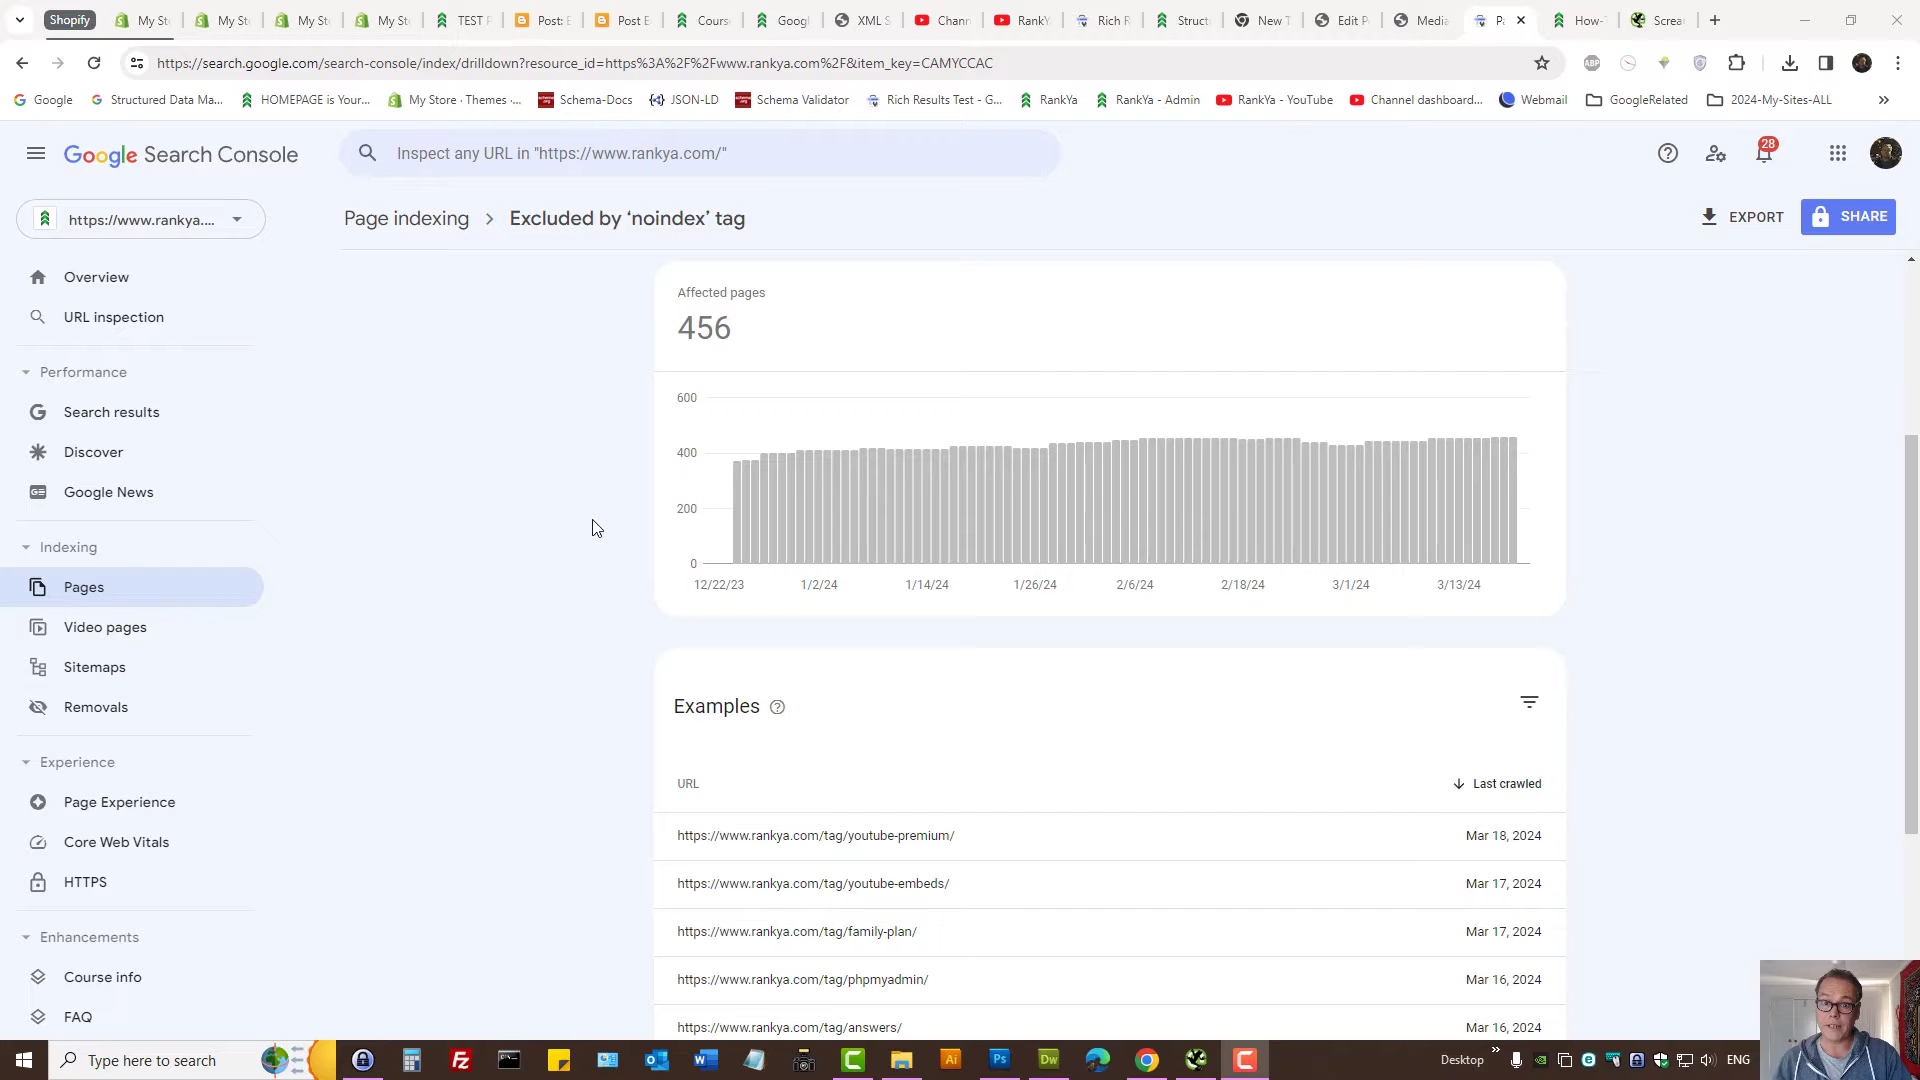 Shopify
My St
My St
My St
My St
TEST P
Post: E
Post E
Cours
Googl
XML S
Chann
RankY
Rich R
Struct
New T
Edit P
Media
Pa
How-
Screa
https://search.google.com/search-console/index/drilldown?resource_id=https%3A%2F%2Fwww.rankya.com%2F&item_key=CAMYCCAC
ABP
Google
Structured Data Ma...
HOMEPAGE is Your...
My Store · Themes ·...
Schema-Docs
JSON-LD
Schema Validator
Rich Results Test - G...
RankYa
RankYa - Admin
RankYa - YouTube
Channel dashboard...
Webmail
GoogleRelated
2024-My-Sites-ALL
Google Search Console
Inspect any URL in "https://www.rankya.com/"
28
https://www.rankya....
Page indexing
Excluded by ‘noindex’ tag
EXPORT
SHARE
Overview
URL inspection
Performance
Search results
Discover
Google News
Indexing
Pages
Video pages
Sitemaps
Removals
Experience
Page Experience
Core Web Vitals
HTTPS
Enhancements
Course info
FAQ
Affected pages
456
600
400
200
0
12/22/23
1/2/24
1/14/24
1/26/24
2/6/24
2/18/24
3/1/24
3/13/24
Examples
URL
Last crawled
https://www.rankya.com/tag/youtube-premium/
Mar 18, 2024
https://www.rankya.com/tag/youtube-embeds/
Mar 17, 2024
https://www.rankya.com/tag/family-plan/
Mar 17, 2024
https://www.rankya.com/tag/phpmyadmin/
Mar 16, 2024
https://www.rankya.com/tag/answers/
Mar 16, 2024
Type here to search
Desktop
ENG